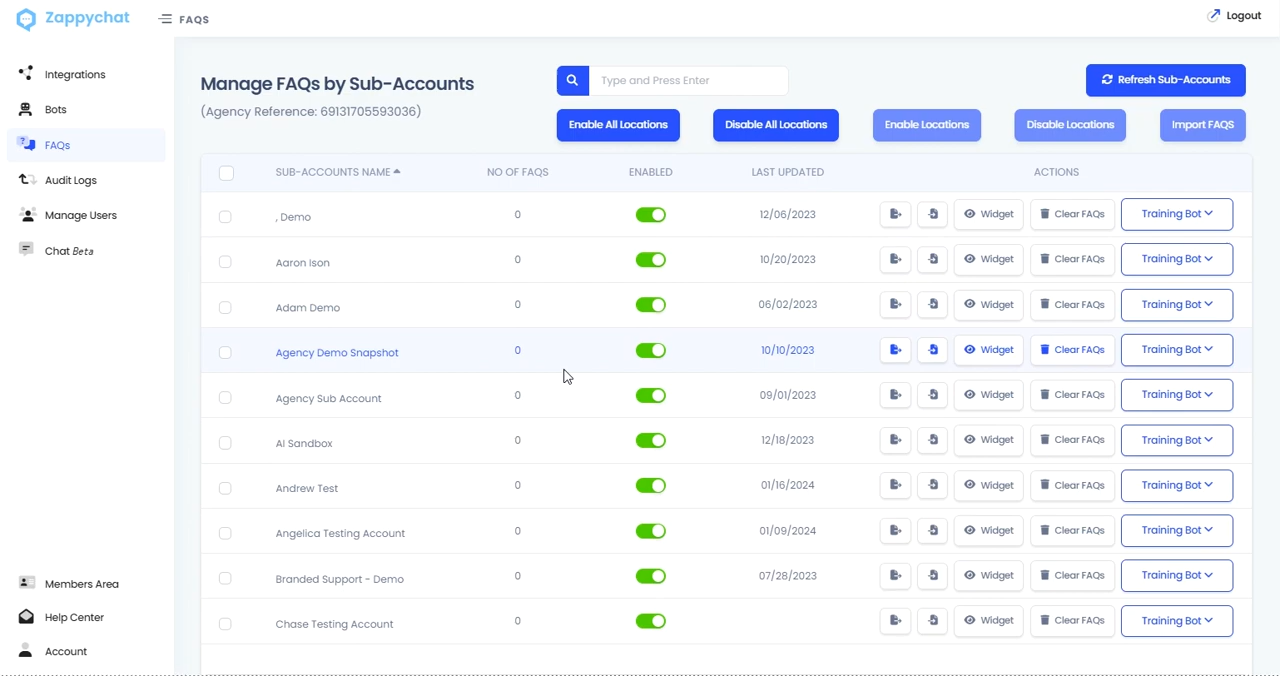 Zappychat
FAQS
Logout
Integrations
Bots
FAQs
Audit Logs
Manage Users
Chat Beta
Members Area
Help Center
Account
Manage FAQs by Sub-Accounts
(Agency Reference: 69131705593036)
Type and Press Enter
Refresh Sub-Accounts
Enable All Locations
Disable All Locations
Enable Locations
Disable Locations
Import FAQS
SUB-ACCOUNTS NAME NO OF FAQS ENABLED LAST UPDATED ACTIONS
, Demo 0 12/06/2023 Widget Clear FAQs Training Bot
Aaron Ison 0 10/20/2023 Widget Clear FAQs Training Bot
Adam Demo 0 06/02/2023 Widget Clear FAQs Training Bot
Agency Demo Snapshot 0 10/10/2023 Widget Clear FAQs Training Bot
Agency Sub Account 0 09/01/2023 Widget Clear FAQs Training Bot
AI Sandbox 0 12/18/2023 Widget Clear FAQs Training Bot
Andrew Test 0 01/16/2024 Widget Clear FAQs Training Bot
Angelica Testing Account 0 01/09/2024 Widget Clear FAQs Training Bot
Branded Support - Demo 0 07/28/2023 Widget Clear FAQs Training Bot
Chase Testing Account 0 Widget Clear FAQs Training Bot